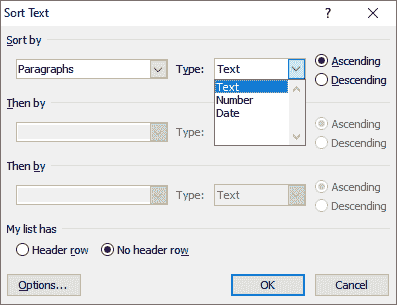 Sort Text ? ×
Sort by
Paragraphs Type: Text Ascending
Descending
Text
Number
Date
Then by
Type: Ascending
Descending
Then by
Type: Text Ascending
Descending
My list has
Header row No header row
Options... OK Cancel